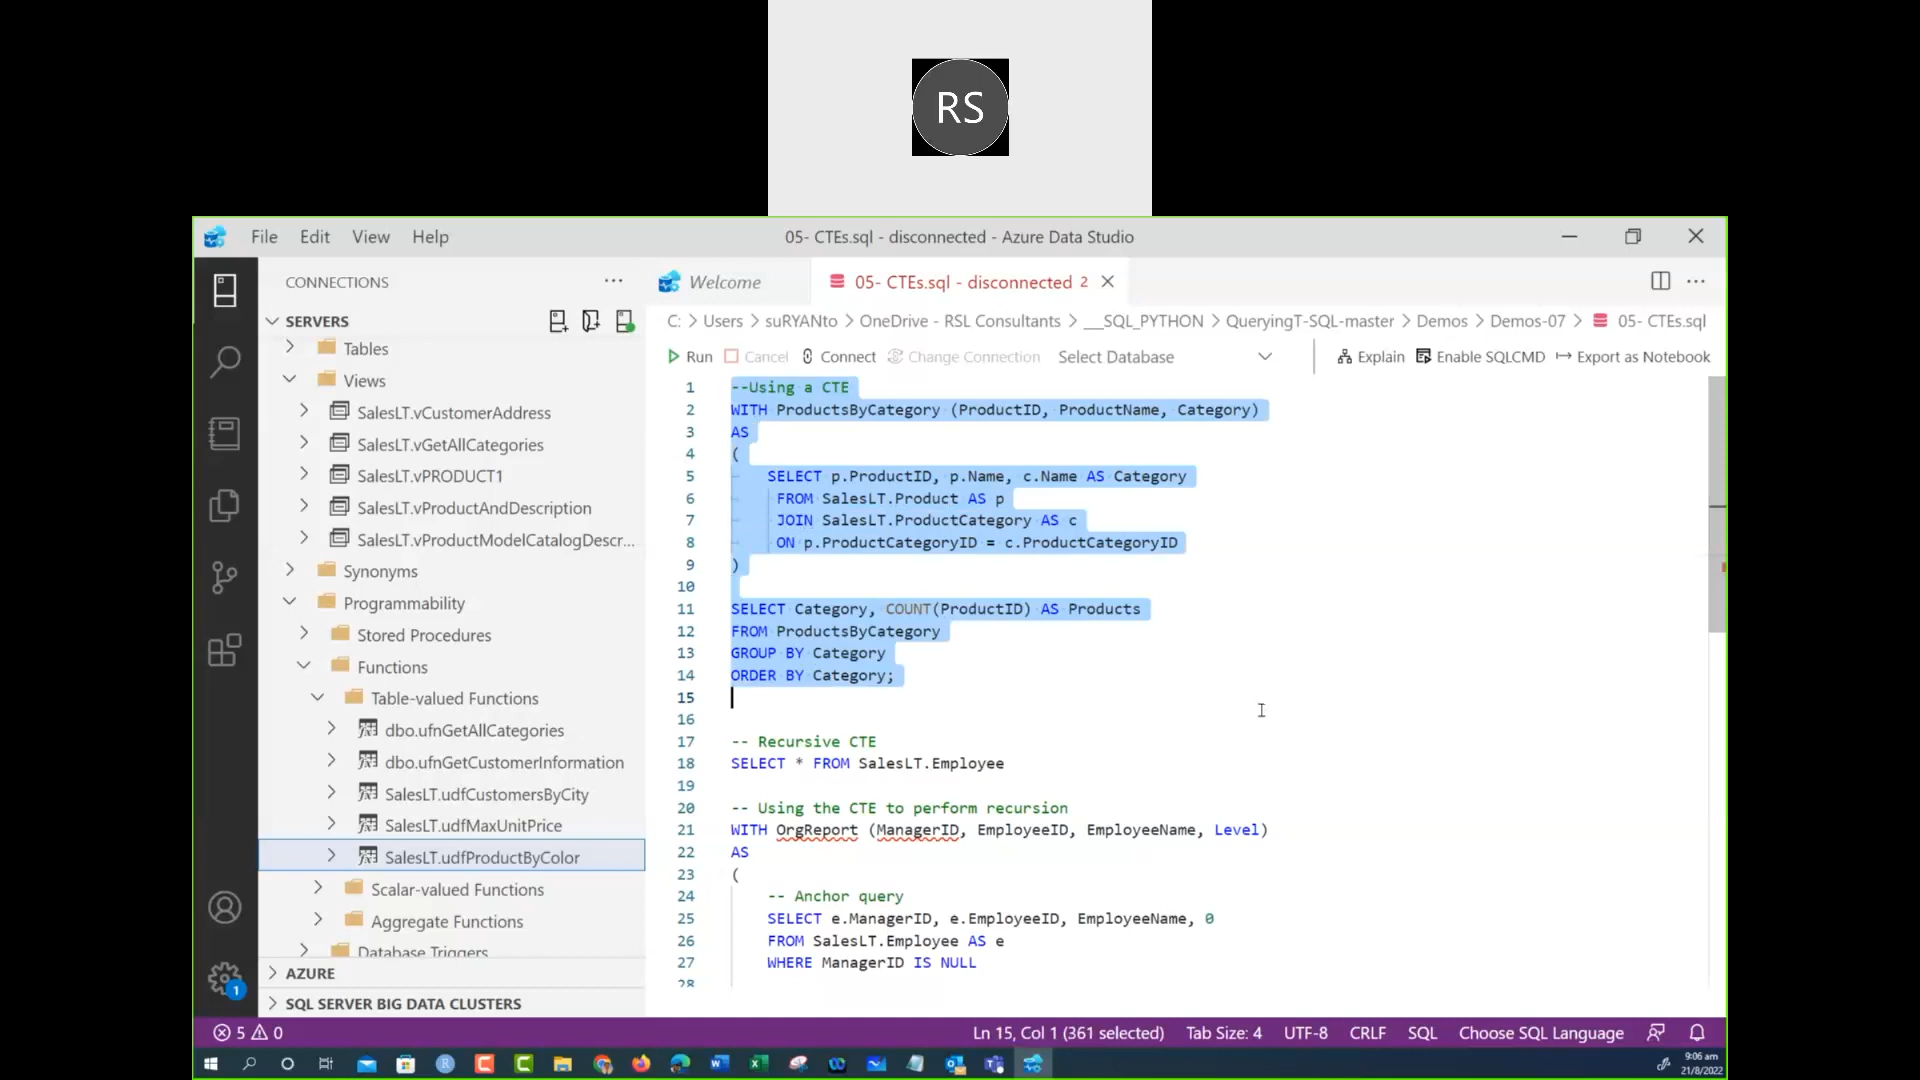 RS
File Edit View Help
05- CTEs.sql - disconnected - Azure Data Studio
CONNECTIONS
Welcome
05- CTEs.sql - disconnected 2
SERVERS
C: > Users > suRYANto > OneDrive - RSL Consultants > __SQL_PYTHON > QueryingT-SQL-master > Demos > Demos-07 > 05- CTEs.sql
Run Cancel Connect Change Connection Select Database Explain Enable SQLCMD Export as Notebook
Tables
Views
SalesLT.vCustomerAddress
SalesLT.vGetAllCategories
SalesLT.vPRODUCT1
SalesLT.vProductAndDescription
SalesLT.vProductModelCatalogDescr...
Synonyms
Programmability
Stored Procedures
Functions
Table-valued Functions
dbo.ufnGetAllCategories
dbo.ufnGetCustomerInformation
SalesLT.udfCustomersByCity
SalesLT.udfMaxUnitPrice
SalesLT.udfProductByColor
Scalar-valued Functions
Aggregate Functions
Database Triggers
AZURE
SQL SERVER BIG DATA CLUSTERS
1 --Using a CTE
2 WITH ProductsByCategory (ProductID, ProductName, Category)
3 AS
4 (
5 SELECT p.ProductID, p.Name, c.Name AS Category
6 FROM SalesLT.Product AS p
7 JOIN SalesLT.ProductCategory AS c
8 ON p.ProductCategoryID = c.ProductCategoryID
9 )
10
11 SELECT Category, COUNT(ProductID) AS Products
12 FROM ProductsByCategory
13 GROUP BY Category
14 ORDER BY Category;
15
16
17 -- Recursive CTE
18 SELECT * FROM SalesLT.Employee
19
20 -- Using the CTE to perform recursion
21 WITH OrgReport (ManagerID, EmployeeID, EmployeeName, Level)
22 AS
23 (
24 -- Anchor query
25 SELECT e.ManagerID, e.EmployeeID, EmployeeName, 0
26 FROM SalesLT.Employee AS e
27 WHERE ManagerID IS NULL
28
1
5 0
Ln 15, Col 1 (361 selected) Tab Size: 4 UTF-8 CRLF SQL Choose SQL Language
9:06 am
21/8/2022